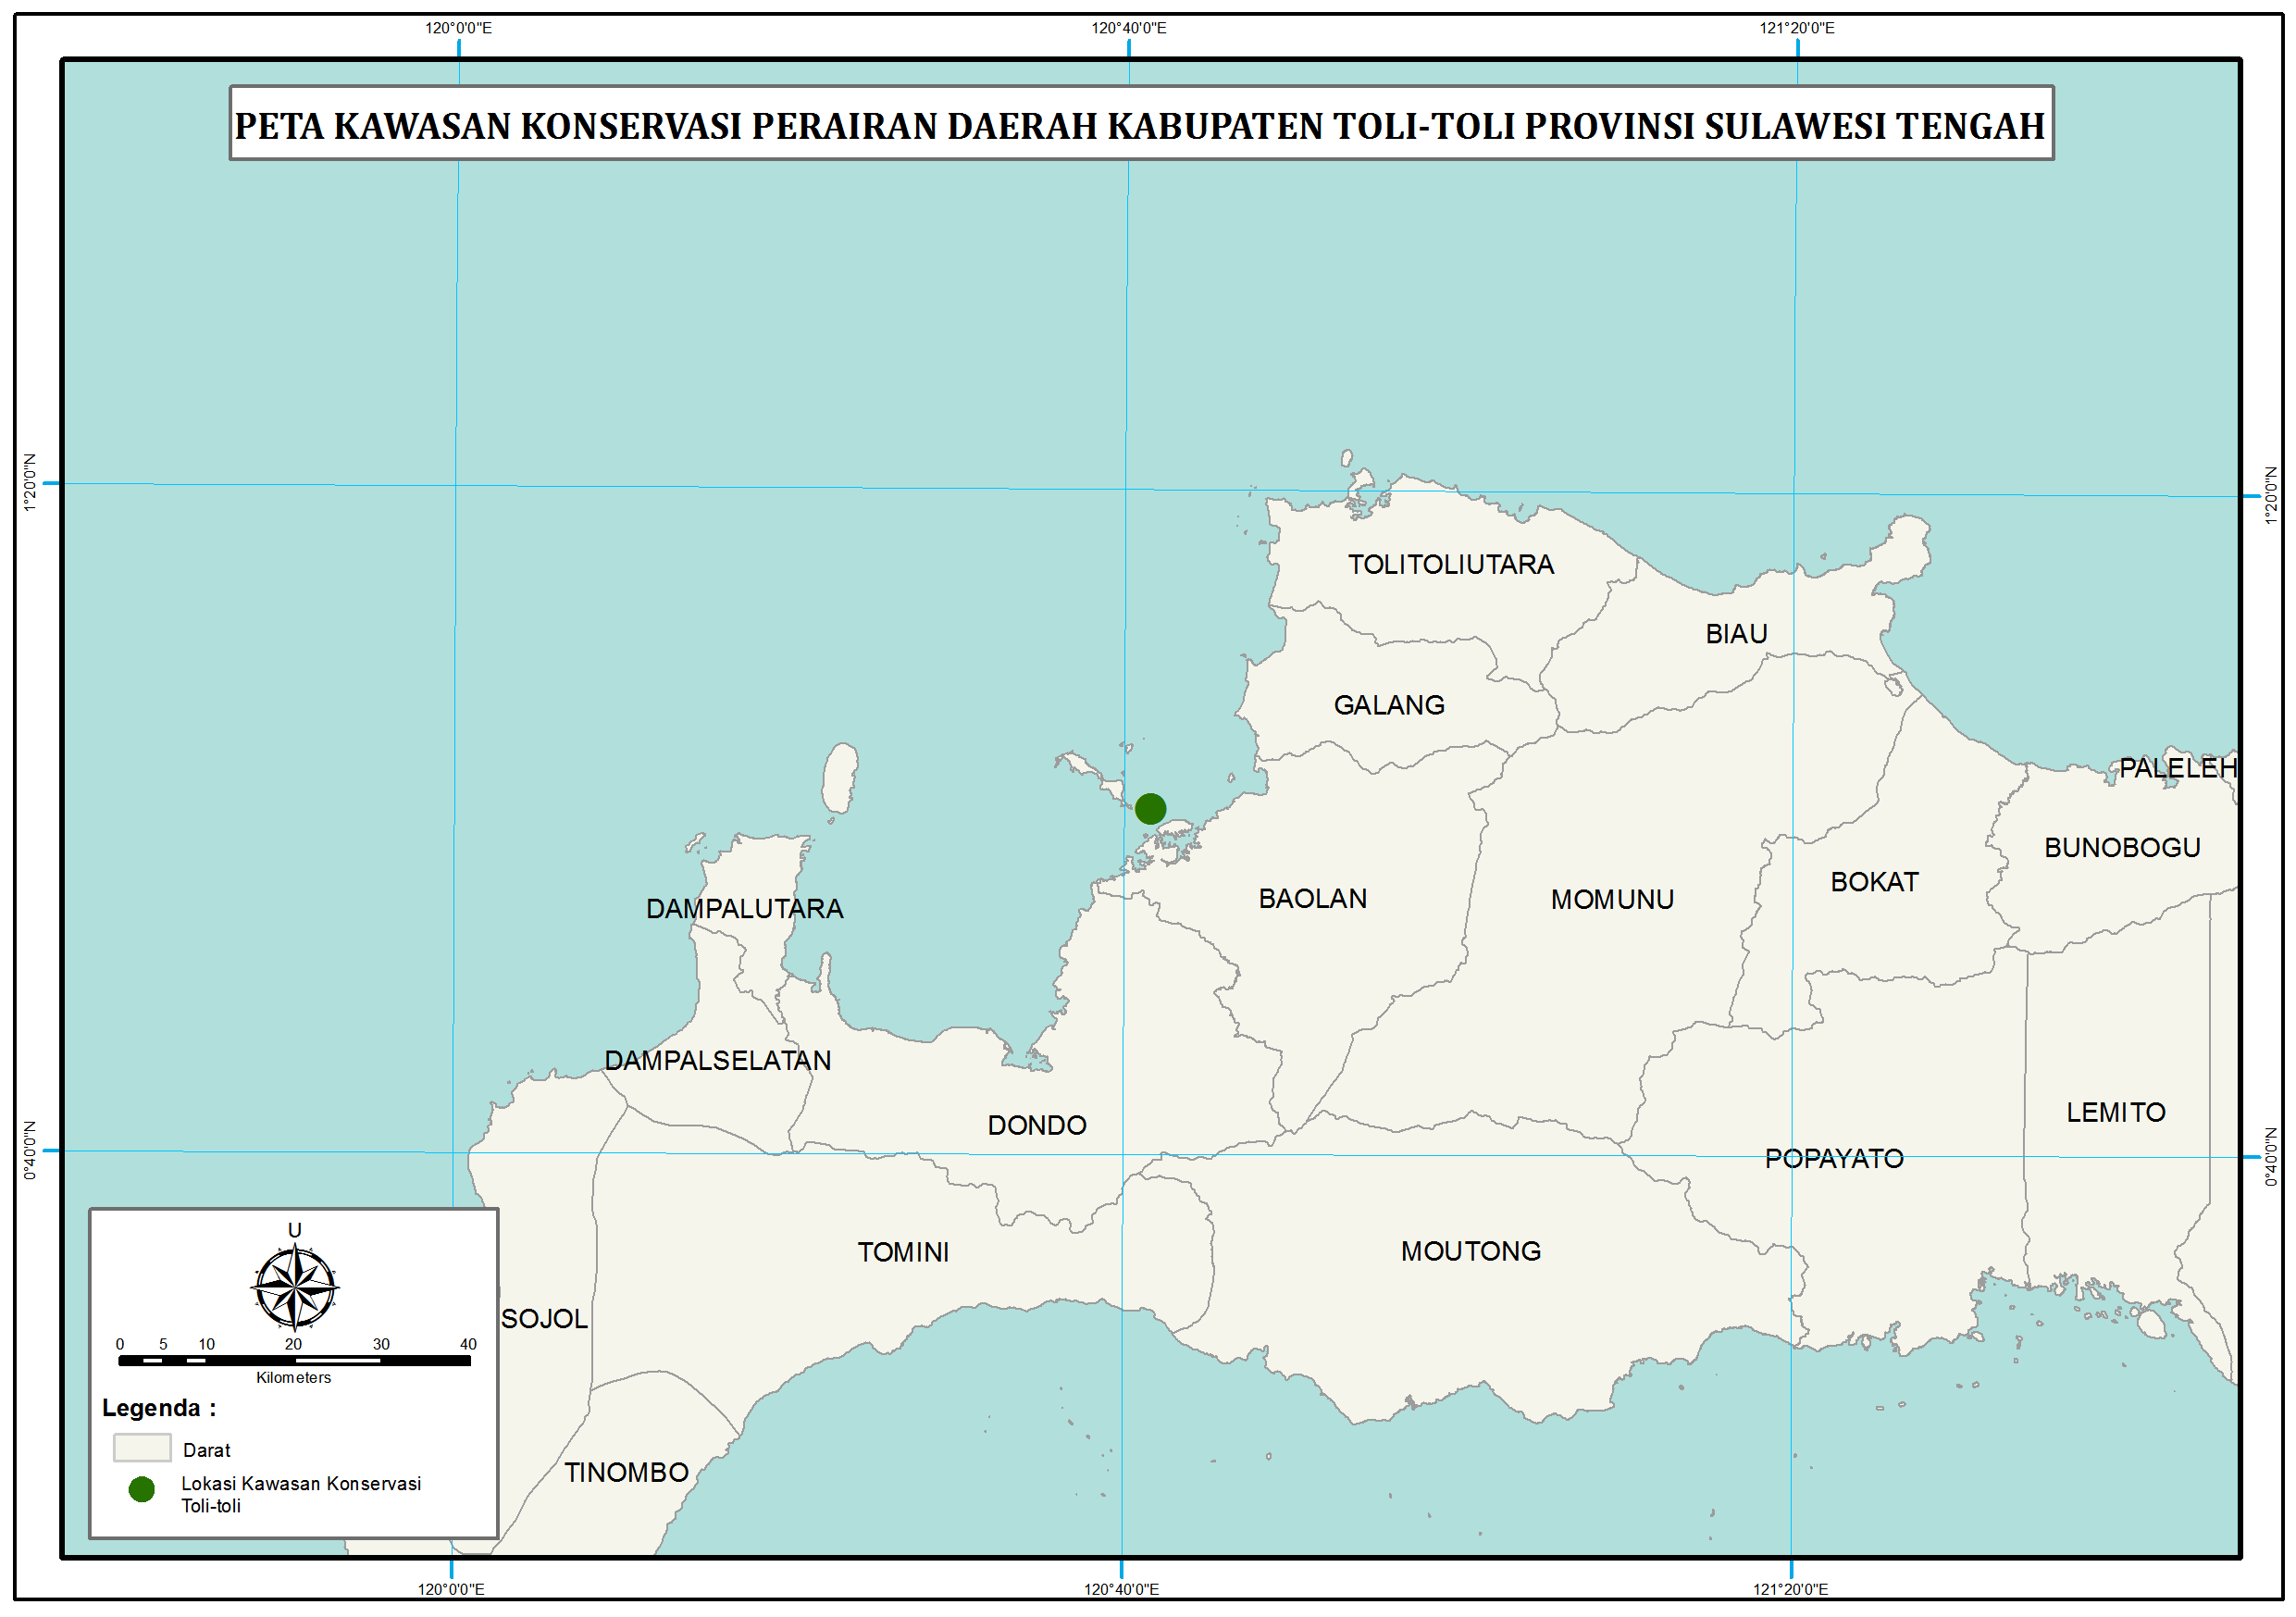 120°0'0"E 120°40'0"E 121°20'0"E
PETA KAWASAN KONSERVASI PERAIRAN DAERAH KABUPATEN TOLI-TOLI PROVINSI SULAWESI TENGAH
1°20'0"N
1°20'0"N
TOLITOLIUTARA
BIAU
GALANG
PALELEH
BUNOBOGU
BOKAT
BAOLAN
MOMUNU
DAMPALUTARA
DAMPALSELATAN
LEMITO
DONDO
0°40'0"N
0°40'0"N
POPAYATO
TOMINI
MOUTONG
SOJOL
TINOMBO
U
0 5 10 20 30 40
Kilometers
Legenda :
Darat
Lokasi Kawasan Konservasi
Toli-toli
120°0'0"E 120°40'0"E 121°20'0"E